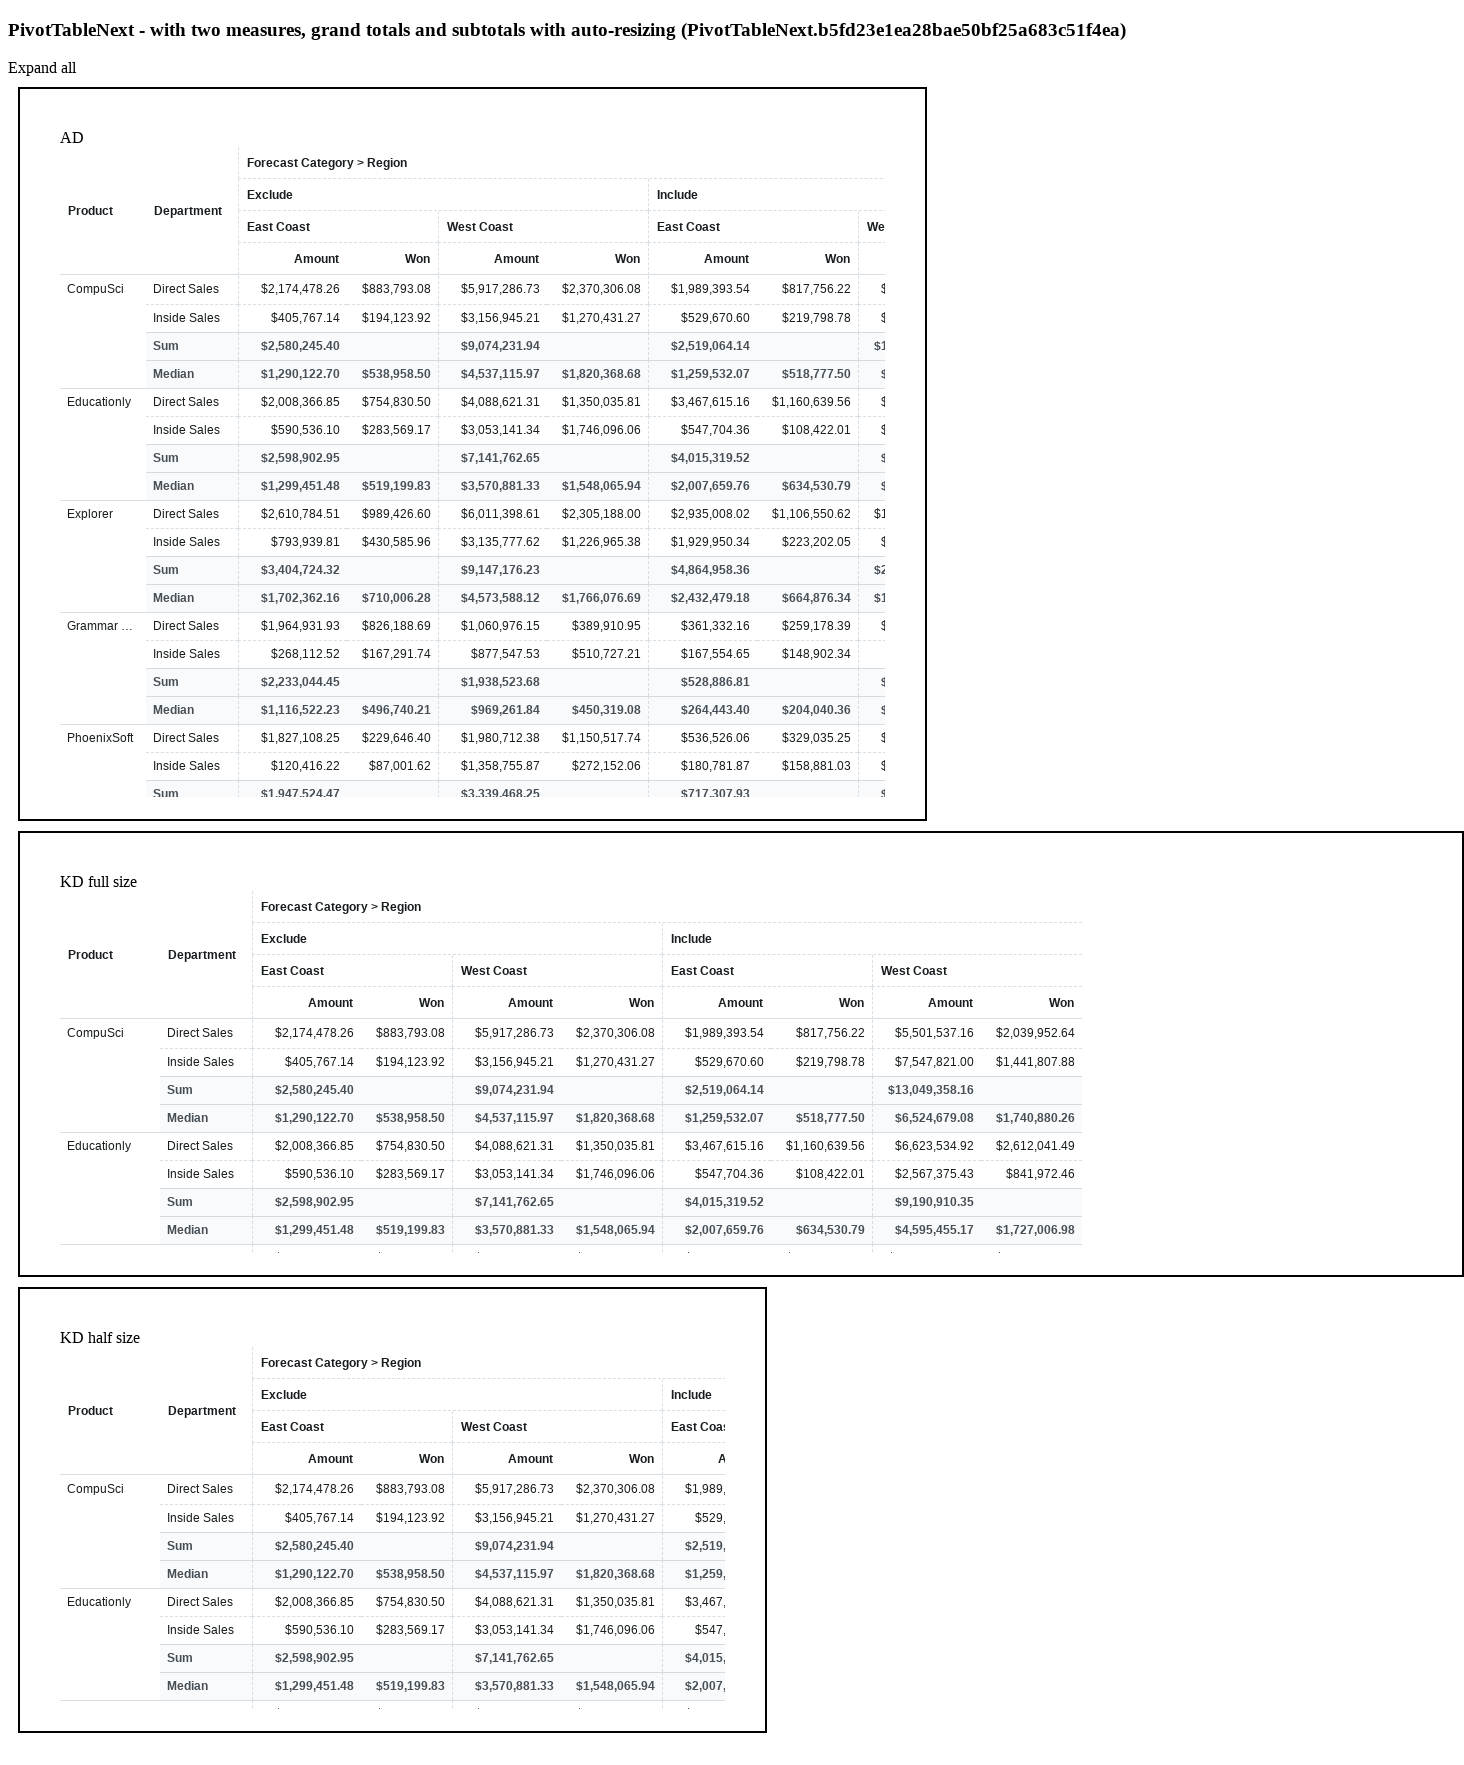 PivotTableNext - with two measures, grand totals and subtotals with auto-resizing (PivotTableNext.b5fd23e1ea28bae50bf25a683c51f4ea)
Expand all
AD
Forecast Category > Region
Exclude Include
Product Department
East Coast West Coast East Coast We
Amount Won Amount Won Amount Won
CompuSci Direct Sales $2,174,478.26 $883,793.08 $5,917,286.73 $2,370,306.08 $1,989,393.54 $817,756.22 $
Inside Sales $405,767.14 $194,123.92 $3,156,945.21 $1,270,431.27 $529,670.60 $219,798.78 $
Sum $2,580,245.40 $9,074,231.94 $2,519,064.14 $1
Median $1,290,122.70 $538,958.50 $4,537,115.97 $1,820,368.68 $1,259,532.07 $518,777.50 $
Educationly Direct Sales $2,008,366.85 $754,830.50 $4,088,621.31 $1,350,035.81 $3,467,615.16 $1,160,639.56 $
Inside Sales $590,536.10 $283,569.17 $3,053,141.34 $1,746,096.06 $547,704.36 $108,422.01 $
Sum $2,598,902.95 $7,141,762.65 $4,015,319.52 $
Median $1,299,451.48 $519,199.83 $3,570,881.33 $1,548,065.94 $2,007,659.76 $634,530.79 $
Explorer Direct Sales $2,610,784.51 $989,426.60 $6,011,398.61 $2,305,188.00 $2,935,008.02 $1,106,550.62 $1
Inside Sales $793,939.81 $430,585.96 $3,135,777.62 $1,226,965.38 $1,929,950.34 $223,202.05 $
Sum $3,404,724.32 $9,147,176.23 $4,864,958.36 $2
Median $1,702,362.16 $710,006.28 $4,573,588.12 $1,766,076.69 $2,432,479.18 $664,876.34 $1
Grammar … Direct Sales $1,964,931.93 $826,188.69 $1,060,976.15 $389,910.95 $361,332.16 $259,178.39 $
Inside Sales $268,112.52 $167,291.74 $877,547.53 $510,727.21 $167,554.65 $148,902.34
Sum $2,233,044.45 $1,938,523.68 $528,886.81 $
Median $1,116,522.23 $496,740.21 $969,261.84 $450,319.08 $264,443.40 $204,040.36 $
PhoenixSoft Direct Sales $1,827,108.25 $229,646.40 $1,980,712.38 $1,150,517.74 $536,526.06 $329,035.25 $
Inside Sales $120,416.22 $87,001.62 $1,358,755.87 $272,152.06 $180,781.87 $158,881.03 $
Sum $1,947,524.47 $3,339,468.25 $717,307.93 $
KD full size
Forecast Category > Region
Exclude Include
Product Department
East Coast West Coast East Coast West Coast
Amount Won Amount Won Amount Won Amount Won
CompuSci Direct Sales $2,174,478.26 $883,793.08 $5,917,286.73 $2,370,306.08 $1,989,393.54 $817,756.22 $5,501,537.16 $2,039,952.64
Inside Sales $405,767.14 $194,123.92 $3,156,945.21 $1,270,431.27 $529,670.60 $219,798.78 $7,547,821.00 $1,441,807.88
Sum $2,580,245.40 $9,074,231.94 $2,519,064.14 $13,049,358.16
Median $1,290,122.70 $538,958.50 $4,537,115.97 $1,820,368.68 $1,259,532.07 $518,777.50 $6,524,679.08 $1,740,880.26
Educationly Direct Sales $2,008,366.85 $754,830.50 $4,088,621.31 $1,350,035.81 $3,467,615.16 $1,160,639.56 $6,623,534.92 $2,612,041.49
Inside Sales $590,536.10 $283,569.17 $3,053,141.34 $1,746,096.06 $547,704.36 $108,422.01 $2,567,375.43 $841,972.46
Sum $2,598,902.95 $7,141,762.65 $4,015,319.52 $9,190,910.35
Median $1,299,451.48 $519,199.83 $3,570,881.33 $1,548,065.94 $2,007,659.76 $634,530.79 $4,595,455.17 $1,727,006.98
KD half size
Forecast Category > Region
Exclude Include
Product Department
East Coast West Coast East Coas
Amount Won Amount Won A
CompuSci Direct Sales $2,174,478.26 $883,793.08 $5,917,286.73 $2,370,306.08 $1,989,
Inside Sales $405,767.14 $194,123.92 $3,156,945.21 $1,270,431.27 $529,
Sum $2,580,245.40 $9,074,231.94 $2,519,
Median $1,290,122.70 $538,958.50 $4,537,115.97 $1,820,368.68 $1,259,
Educationly Direct Sales $2,008,366.85 $754,830.50 $4,088,621.31 $1,350,035.81 $3,467,
Inside Sales $590,536.10 $283,569.17 $3,053,141.34 $1,746,096.06 $547,
Sum $2,598,902.95 $7,141,762.65 $4,015,
Median $1,299,451.48 $519,199.83 $3,570,881.33 $1,548,065.94 $2,007,